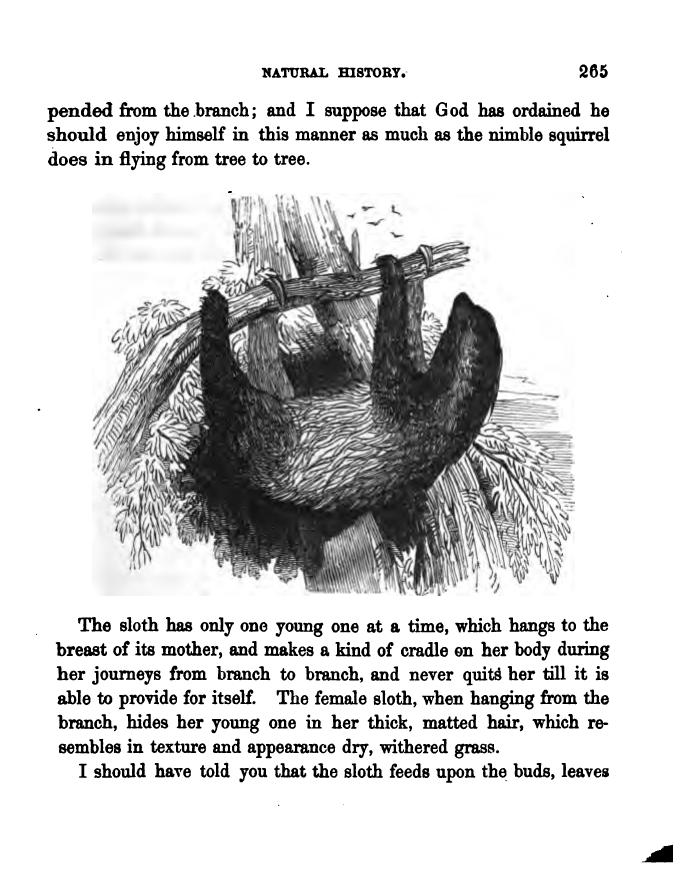 NATURAL HISTORY. 265
pended from the branch; and I suppose that God has ordained he
should enjoy himself in this manner as much as the nimble squirrel
does in flying from tree to tree.
The sloth has only one young one at a time, which hangs to the
breast of its mother, and makes a kind of cradle on her body during
her journeys from branch to branch, and never quits her till it is
able to provide for itself. The female sloth, when hanging from the
branch, hides her young one in her thick, matted hair, which re-
sembles in texture and appearance dry, withered grass.
I should have told you that the sloth feeds upon the buds, leaves